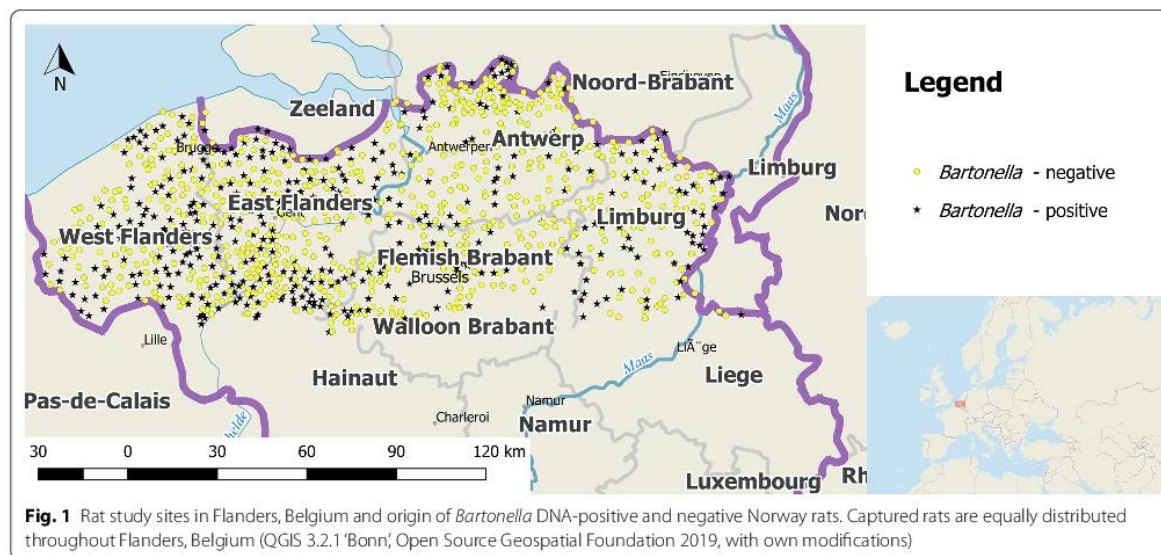 N
Zeeland
Noord-Brabant
Eindhoven
Maas
Antwerp
Antwerpen
Brugge
Limburg
East Flanders
Gent
Limburg
West Flanders
Flemish Brabant
Brussels
Walloon Brabant
Lille
LiÃ¨ge
Maas
Hainaut
Liege
Pas-de-Calais
Namur
Charleroi
Namur
helde
30 0 30 60 90 120 km
Luxembourg
Legend
Bartonella - negative
Bartonella - positive
Fig. 1 Rat study sites in Flanders, Belgium and origin of Bartonella DNA-positive and negative Norway rats. Captured rats are equally distributed
throughout Flanders, Belgium (QGIS 3.2.1 ‘Bonn’, Open Source Geospatial Foundation 2019, with own modifications)